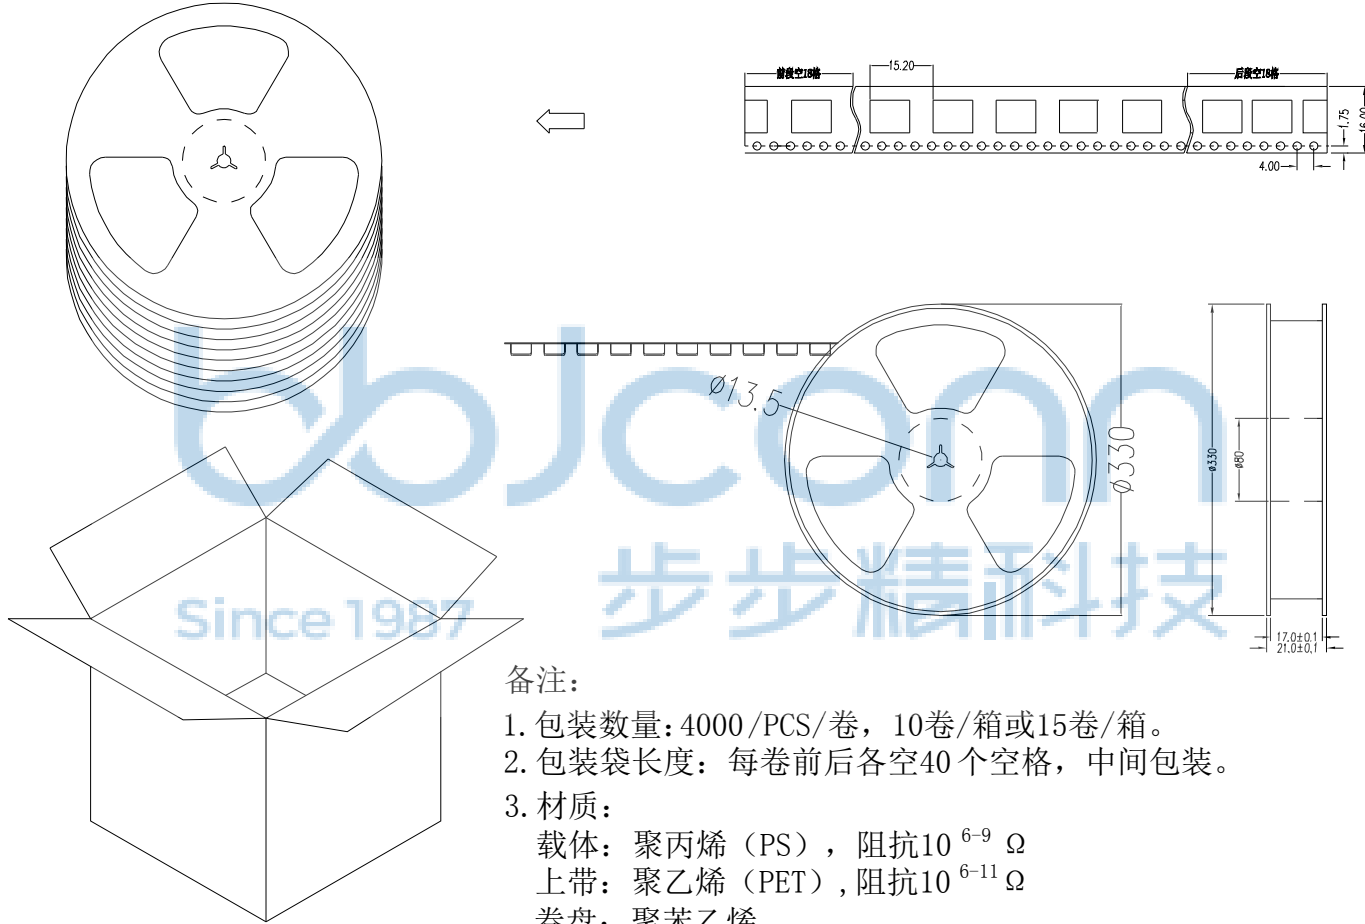 前段空18格
15.20
后段空18格
1.75
16.00
4.00
bbjconn
Ø13.5
Ø330
ø330
ø80
步步精科技
Since 1987
17.0±0.1
21.0±0.1
备注：
1.包装数量:4000/PCS/卷，10卷/箱或15卷/箱。
2.包装袋长度：每卷前后各空40个空格，中间包装。
3.材质：
载体：聚丙烯（PS），阻抗10 6-9 Ω
上带：聚乙烯（PET）,阻抗10 6-11 Ω
卷盘：聚苯乙烯